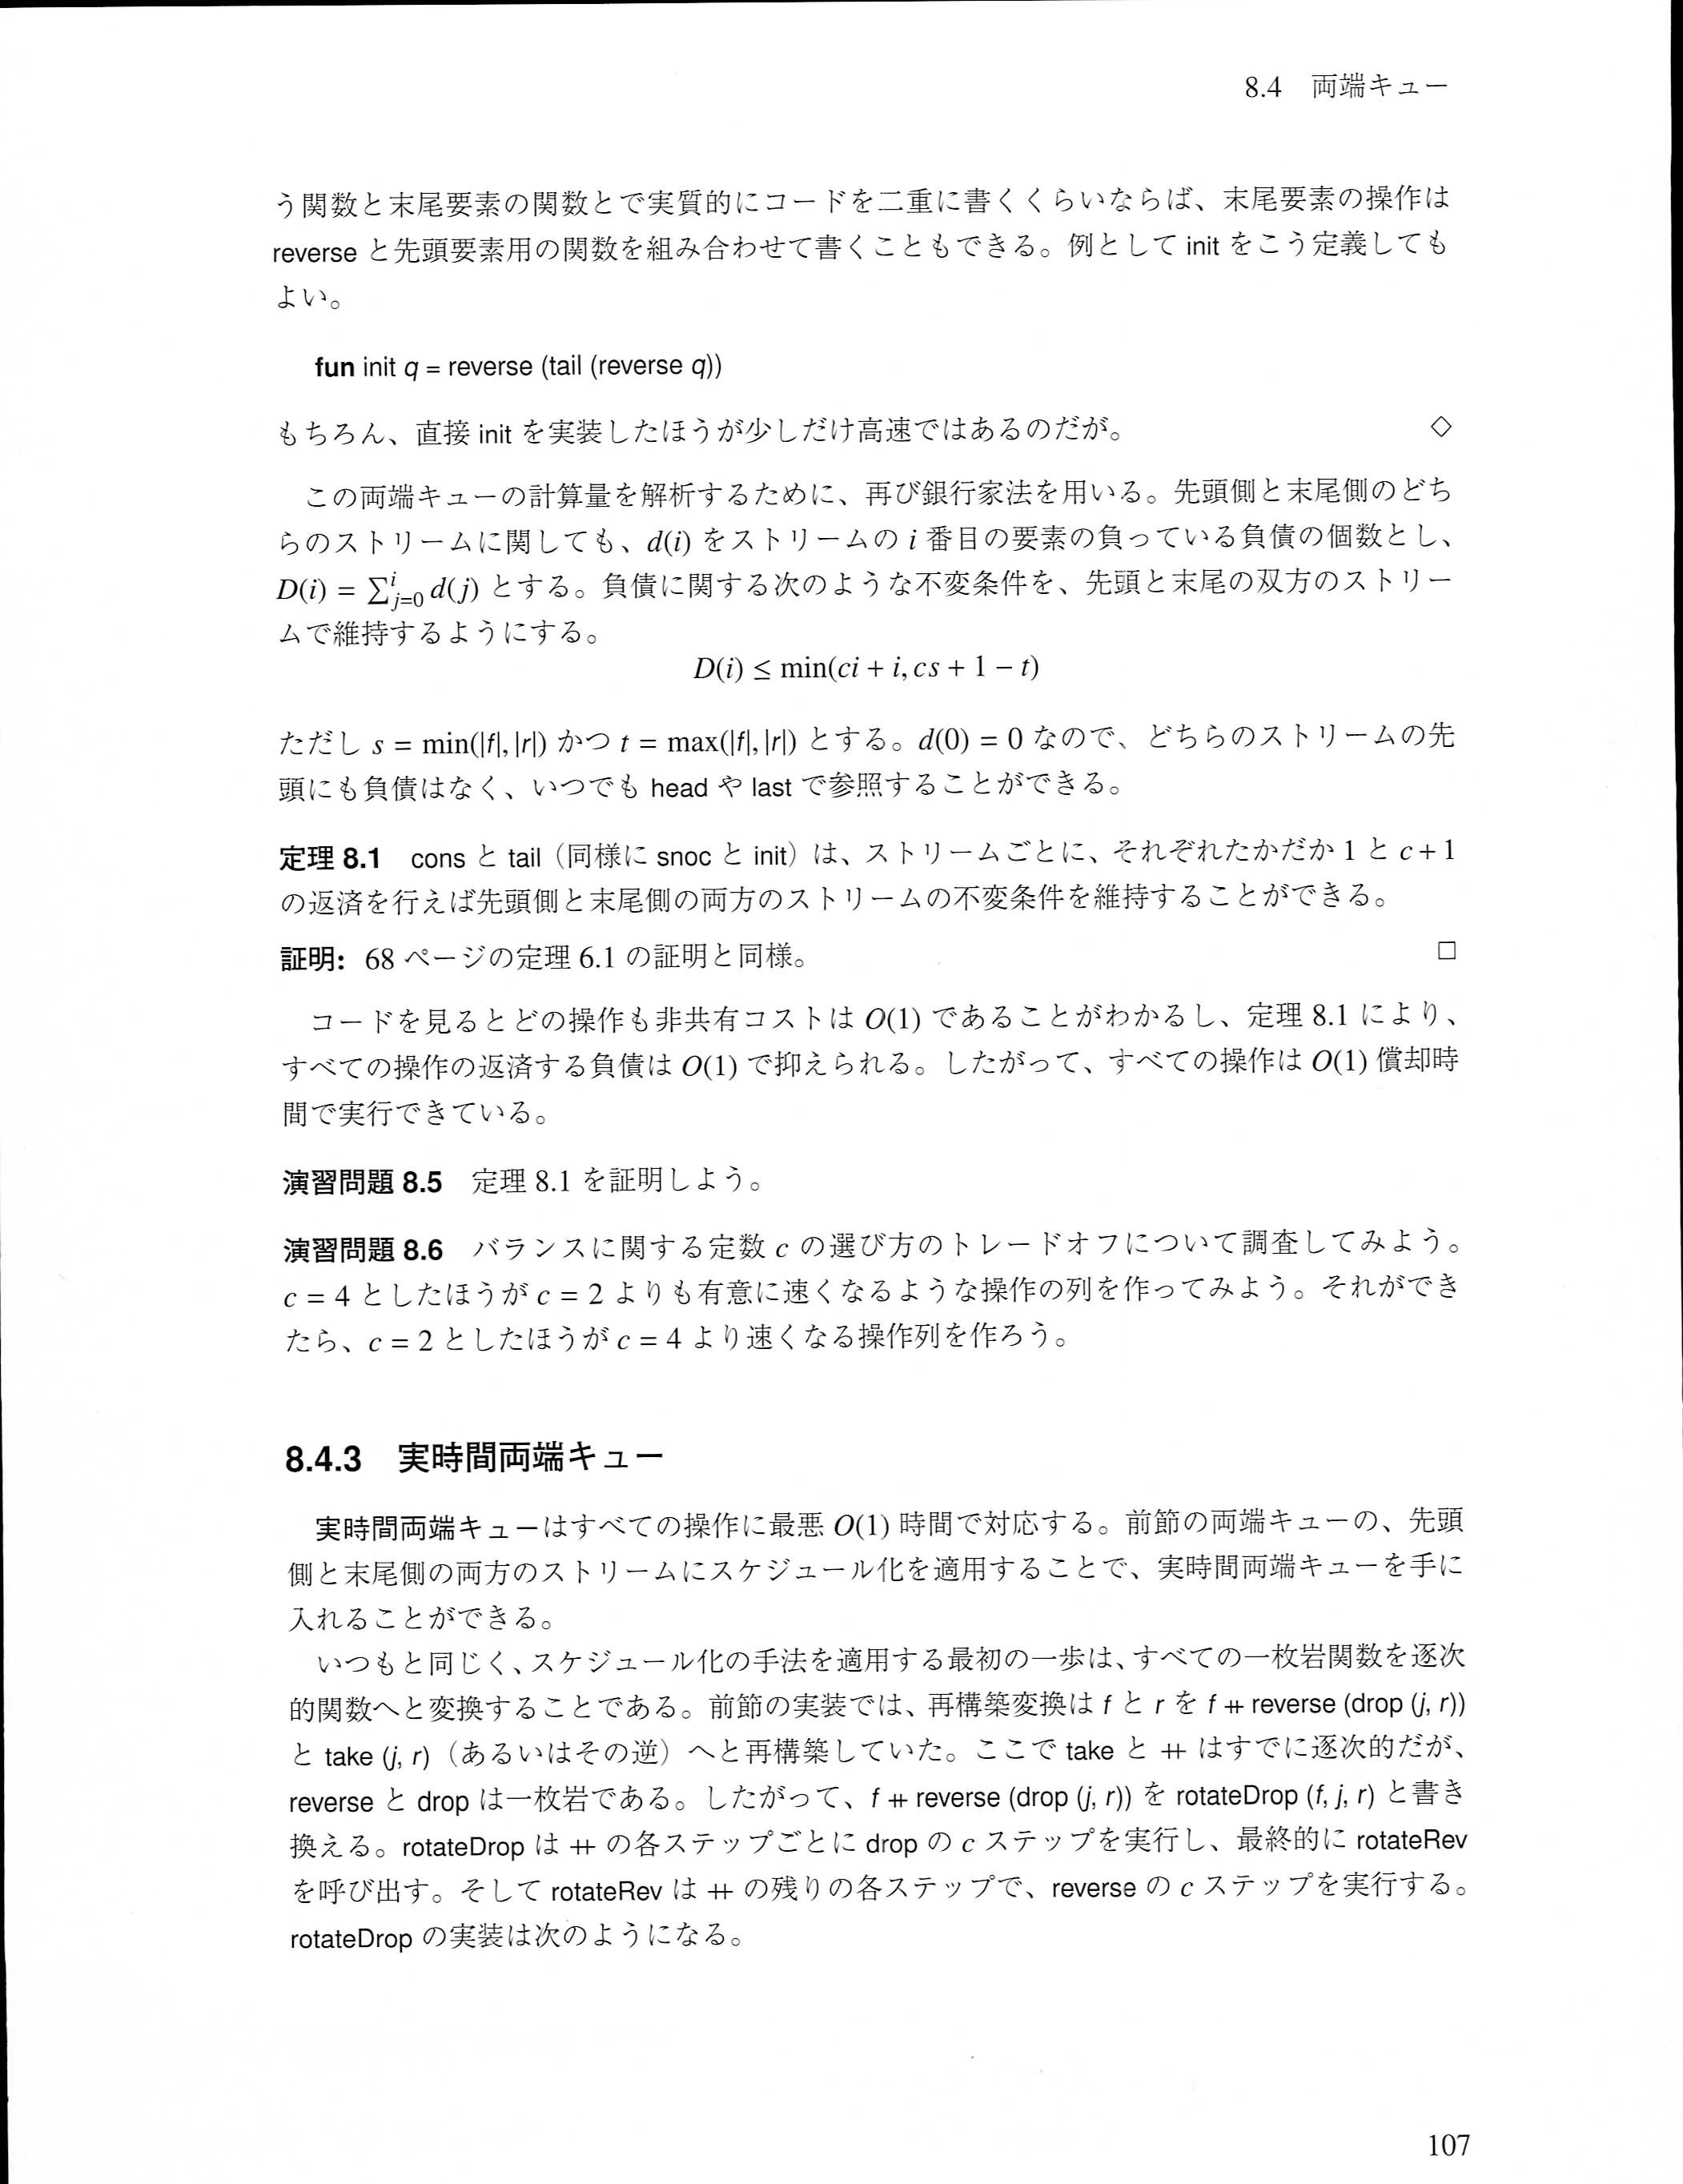 8.4　両端キュー
う関数と末尾要素の関数とで実質的にコードを二重に書くくらいならば、末尾要素の操作は
reverse と先頭要素用の関数を組み合わせて書くこともできる。例として init をこう定義しても
よい。
fun init q = reverse (tail (reverse q))
もちろん、直接 init を実装したほうが少しだけ高速ではあるのだが。 ◇
この両端キューの計算量を解析するために、再び銀行家法を用いる。先頭側と末尾側のどち
らのストリームに関しても、d(i) をストリームの i 番目の要素の負っている負債の個数とし、
D(i) = ∑ⁱⱼ₌₀ d(j) とする。負債に関する次のような不変条件を、先頭と末尾の双方のストリー
ムで維持するようにする。
D(i) ≤ min(ci + i, cs + 1 − t)
ただし s = min(|f|, |r|) かつ t = max(|f|, |r|) とする。d(0) = 0 なので、どちらのストリームの先
頭にも負債はなく、いつでも head や last で参照することができる。
定理 8.1　cons と tail（同様に snoc と init）は、ストリームごとに、それぞれたかだか 1 と c + 1
の返済を行えば先頭側と末尾側の両方のストリームの不変条件を維持することができる。
証明: 68 ページの定理 6.1 の証明と同様。 □
コードを見るとどの操作も非共有コストは O(1) であることがわかるし、定理 8.1 により、
すべての操作の返済する負債は O(1) で抑えられる。したがって、すべての操作は O(1) 償却時
間で実行できている。
演習問題 8.5　定理 8.1 を証明しよう。
演習問題 8.6　バランスに関する定数 c の選び方のトレードオフについて調査してみよう。
c = 4 としたほうが c = 2 よりも有意に速くなるような操作の列を作ってみよう。それができ
たら、c = 2 としたほうが c = 4 より速くなる操作列を作ろう。
8.4.3　実時間両端キュー
実時間両端キューはすべての操作に最悪 O(1) 時間で対応する。前節の両端キューの、先頭
側と末尾側の両方のストリームにスケジュール化を適用することで、実時間両端キューを手に
入れることができる。
いつもと同じく、スケジュール化の手法を適用する最初の一歩は、すべての一枚岩関数を逐次
的関数へと変換することである。前節の実装では、再構築変換は f と r を f ⧺ reverse (drop (j, r))
と take (j, r)（あるいはその逆）へと再構築していた。ここで take と ⧺ はすでに逐次的だが、
reverse と drop は一枚岩である。したがって、f ⧺ reverse (drop (j, r)) を rotateDrop (f, j, r) と書き
換える。rotateDrop は ⧺ の各ステップごとに drop の c ステップを実行し、最終的に rotateRev
を呼び出す。そして rotateRev は ⧺ の残りの各ステップで、reverse の c ステップを実行する。
rotateDrop の実装は次のようになる。
107